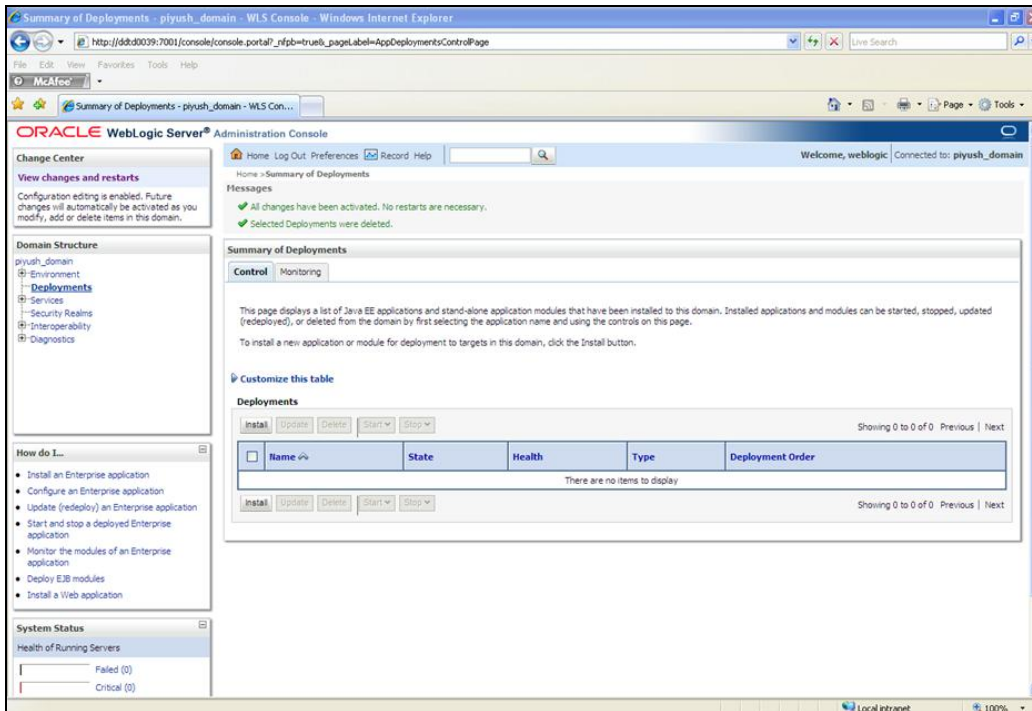 Summary of Deployments - piyush_domain - WLS Console - Windows Internet Explorer
http://ddtd0039:7001/console/console.portal?_nfpb=true&_pageLabel=AppDeploymentsControlPage
Live Search
File Edit View Favorites Tools Help
McAfee
Summary of Deployments - piyush_domain - WLS Con...
Page Tools
ORACLE WebLogic Server® Administration Console
Change Center
View changes and restarts
Configuration editing is enabled. Future
changes will automatically be activated as you
modify, add or delete items in this domain.
Domain Structure
piyush_domain
Environment
Deployments
Services
Security Realms
Interoperability
Diagnostics
How do I...
Install an Enterprise application
Configure an Enterprise application
Update (redeploy) an Enterprise application
Start and stop a deployed Enterprise
application
Monitor the modules of an Enterprise
application
Deploy EJB modules
Install a Web application
System Status
Health of Running Servers
Failed (0)
Critical (0)
Home Log Out Preferences Record Help
Welcome, weblogic Connected to: piyush_domain
Home >Summary of Deployments
Messages
All changes have been activated. No restarts are necessary.
Selected Deployments were deleted.
Summary of Deployments
Control Monitoring
This page displays a list of Java EE applications and stand-alone application modules that have been installed to this domain. Installed applications and modules can be started, stopped, updated
(redeployed), or deleted from the domain by first selecting the application name and using the controls on this page.
To install a new application or module for deployment to targets in this domain, click the Install button.
Customize this table
Deployments
Install Update Delete Start Stop
Showing 0 to 0 of 0 Previous | Next
Name State Health Type Deployment Order
There are no items to display
Install Update Delete Start Stop
Showing 0 to 0 of 0 Previous | Next
Local intranet
100%